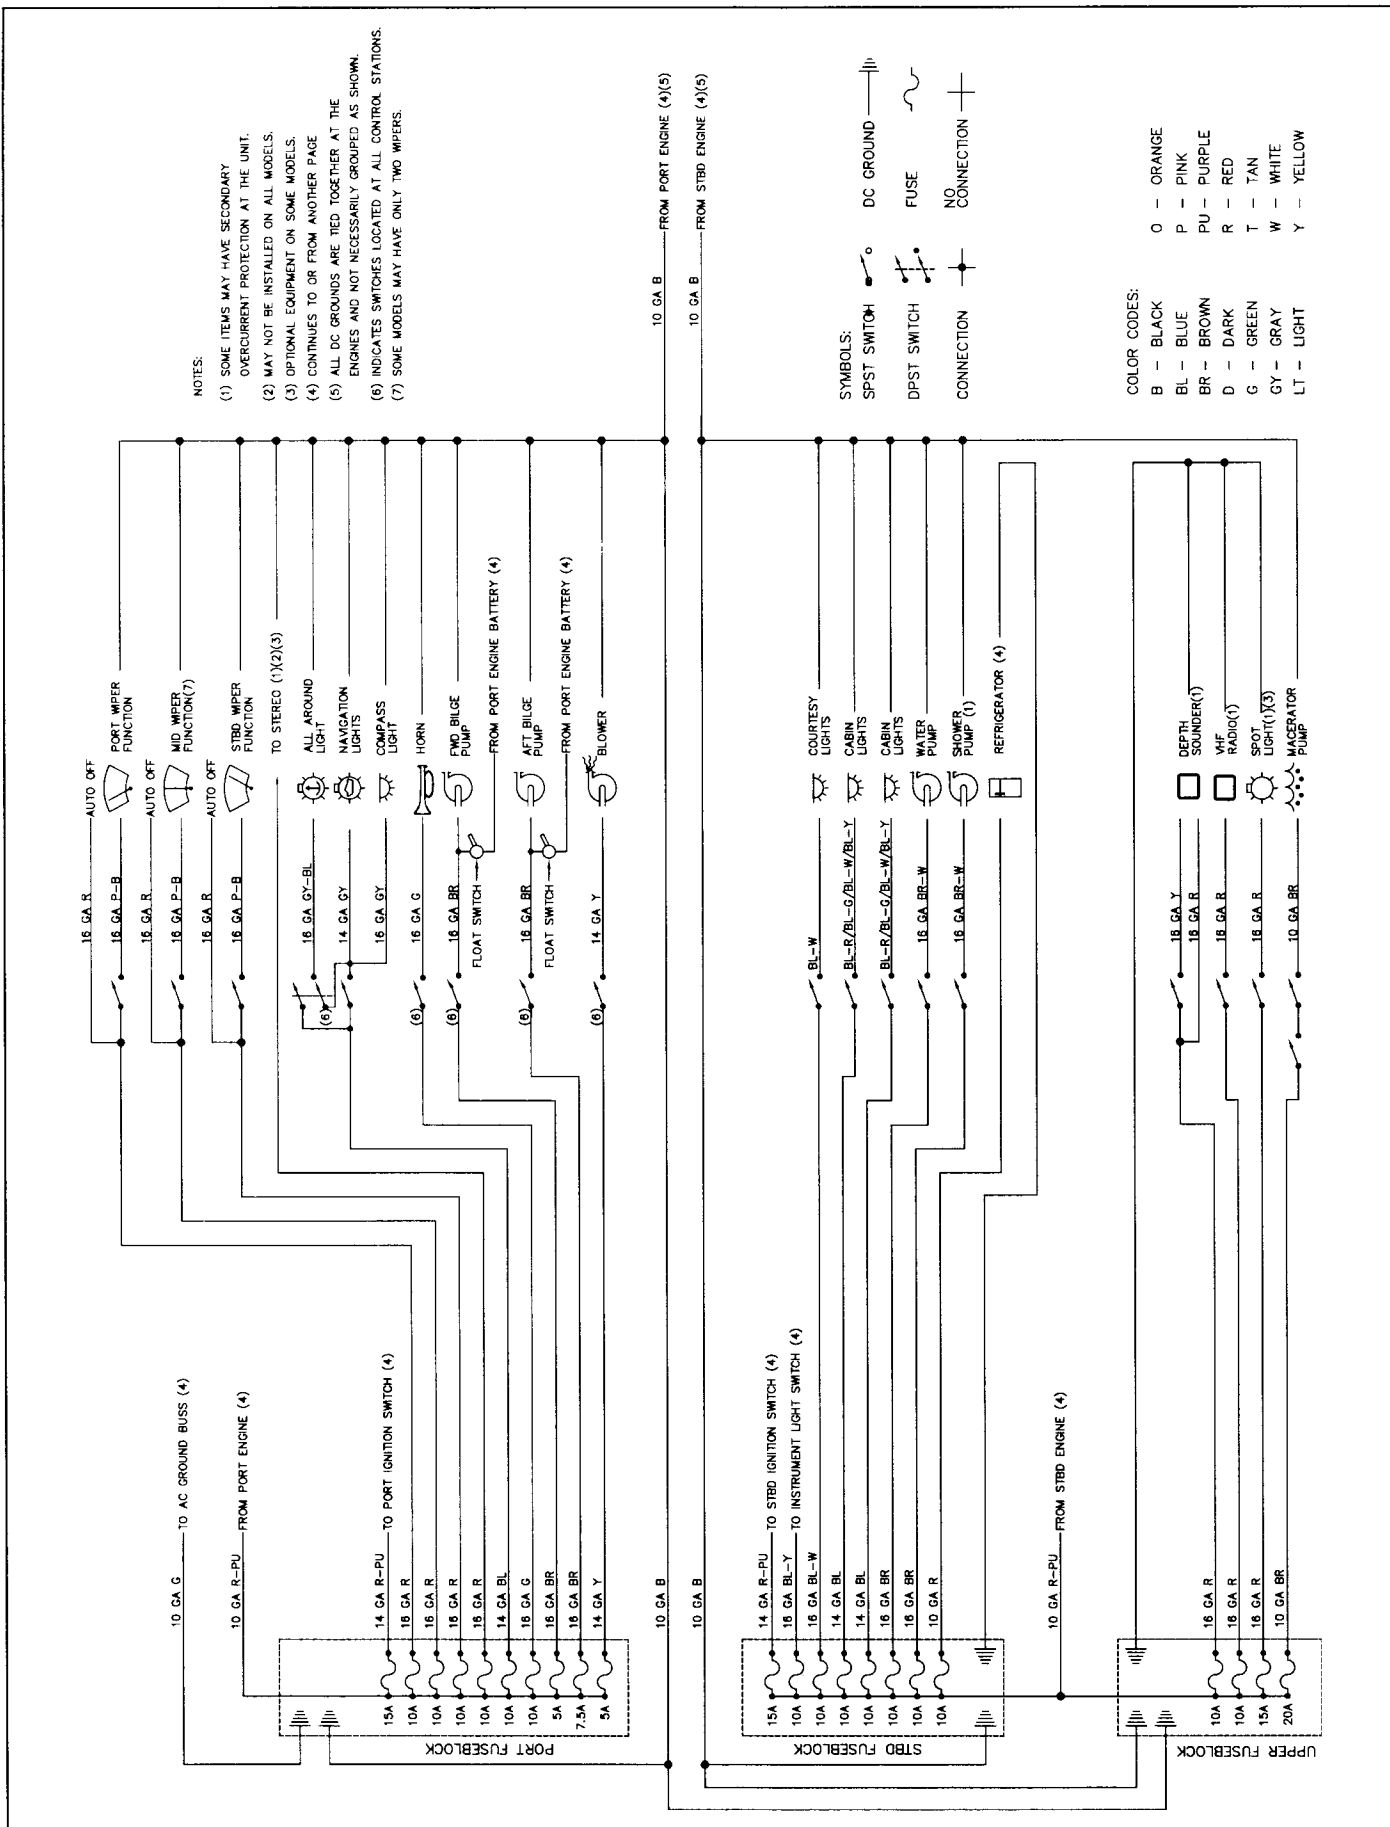 NOTES:
(1) SOME ITEMS MAY HAVE SECONDARY
OVERCURRENT PROTECTION AT THE UNIT.
(2) MAY NOT BE INSTALLED ON ALL MODELS.
(3) OPTIONAL EQUIPMENT ON SOME MODELS.
(4) CONTINUES TO OR FROM ANOTHER PAGE
(5) ALL DC GROUNDS ARE TIED TOGETHER AT THE
ENGINES AND NOT NECESSARILY GROUPED AS SHOWN.
(6) INDICATES SWITCHES LOCATED AT ALL CONTROL STATIONS.
(7) SOME MODELS MAY HAVE ONLY TWO WIPERS.
10 GA B
FROM PORT ENGINE (4)(5)
10 GA B
FROM STBD ENGINE (4)(5)
SYMBOLS:
SPST SWITCH
DC GROUND
DPST SWITCH
FUSE
CONNECTION
NO
CONNECTION
COLOR CODES:
B – BLACK
BL – BLUE
BR – BROWN
D – DARK
G – GREEN
GY – GRAY
LT – LIGHT
O – ORANGE
P – PINK
PU – PURPLE
R – RED
T – TAN
W – WHITE
Y – YELLOW
16 GA R
AUTO OFF
16 GA P-B
PORT WIPER
FUNCTION
16 GA R
AUTO OFF
16 GA P-B
MID WIPER
FUNCTION(7)
16 GA R
AUTO OFF
16 GA P-B
STBD WIPER
FUNCTION
TO STEREO (1)(2)(3)
(6)
16 GA GY-BL
ALL AROUND
LIGHT
14 GA GY
NAVIGATION
LIGHTS
16 GA GY
COMPASS
LIGHT
(6)
16 GA G
HORN
(6)
16 GA BR
FWD BILGE
PUMP
FLOAT SWITCH
FROM PORT ENGINE BATTERY (4)
(6)
16 GA BR
AFT BILGE
PUMP
FLOAT SWITCH
FROM PORT ENGINE BATTERY (4)
(6)
14 GA Y
BLOWER
BL-W
COURTESY
LIGHTS
BL-R/BL-G/BL-W/BL-Y
CABIN
LIGHTS
BL-R/BL-G/BL-W/BL-Y
CABIN
LIGHTS
16 GA BR-W
WATER
PUMP
16 GA BR-W
SHOWER
PUMP (1)
REFRIGERATOR (4)
16 GA Y
16 GA R
DEPTH
SOUNDER(1)
16 GA R
VHF
RADIO(1)
16 GA R
SPOT
LIGHT(1)(3)
10 GA BR
MACERATOR
PUMP
10 GA G
TO AC GROUND BUSS (4)
10 GA R-PU
FROM PORT ENGINE (4)
15A
14 GA R-PU
TO PORT IGNITION SWITCH (4)
10A
16 GA R
10A
16 GA R
10A
16 GA R
10A
16 GA R
10A
14 GA BL
10A
16 GA G
5A
16 GA BR
7.5A
16 GA BR
5A
14 GA Y
PORT FUSEBLOCK
10 GA B
10 GA B
15A
14 GA R-PU
TO STBD IGNITION SWITCH (4)
10A
16 GA BL-Y
TO INSTRUMENT LIGHT SWITCH (4)
10A
16 GA BL-W
10A
14 GA BL
10A
14 GA BL
10A
16 GA BR
10A
16 GA BR
10A
10 GA R
STBD FUSEBLOCK
10 GA R-PU
FROM STBD ENGINE (4)
10A
16 GA R
10A
16 GA R
15A
16 GA R
20A
10 GA BR
UPPER FUSEBLOCK